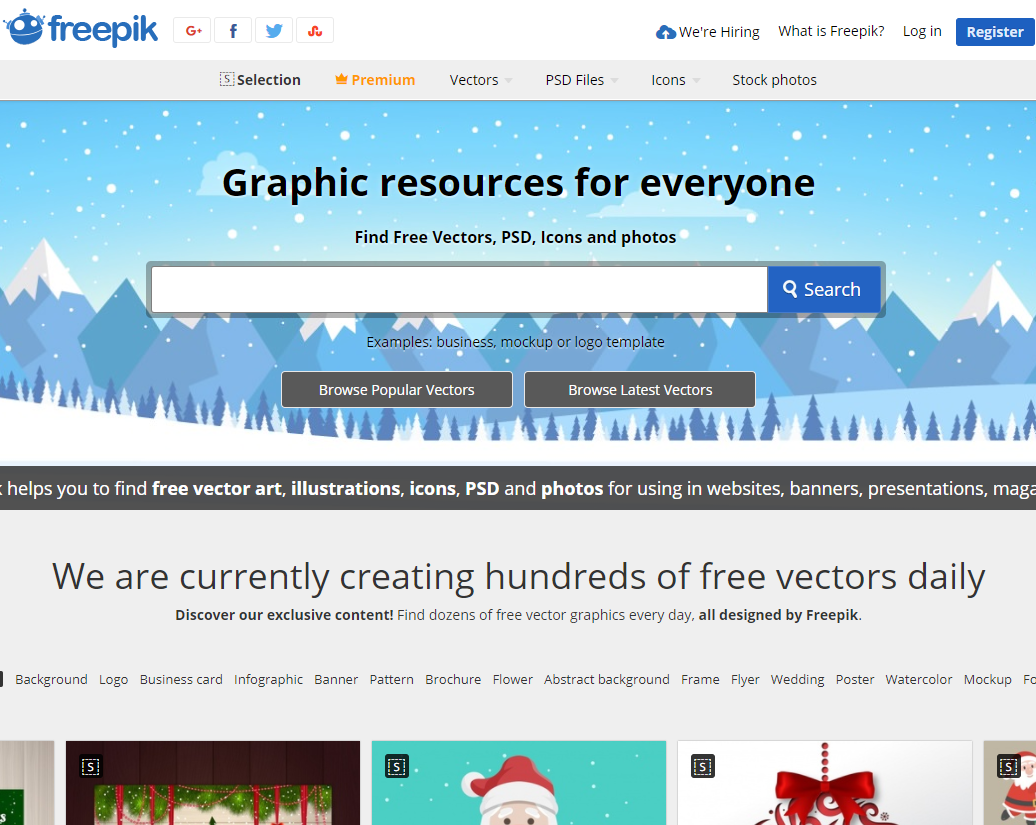 freepik
G+ f
We're Hiring What is Freepik? Log in Register
S Selection Premium Vectors PSD Files Icons Stock photos
Graphic resources for everyone
Find Free Vectors, PSD, Icons and photos
Search
Examples: business, mockup or logo template
Browse Popular Vectors Browse Latest Vectors
helps you to find free vector art, illustrations, icons, PSD and photos for using in websites, banners, presentations, maga
We are currently creating hundreds of free vectors daily
Discover our exclusive content! Find dozens of free vector graphics every day, all designed by Freepik.
Background Logo Business card Infographic Banner Pattern Brochure Flower Abstract background Frame Flyer Wedding Poster Watercolor Mockup Fo
S S S S